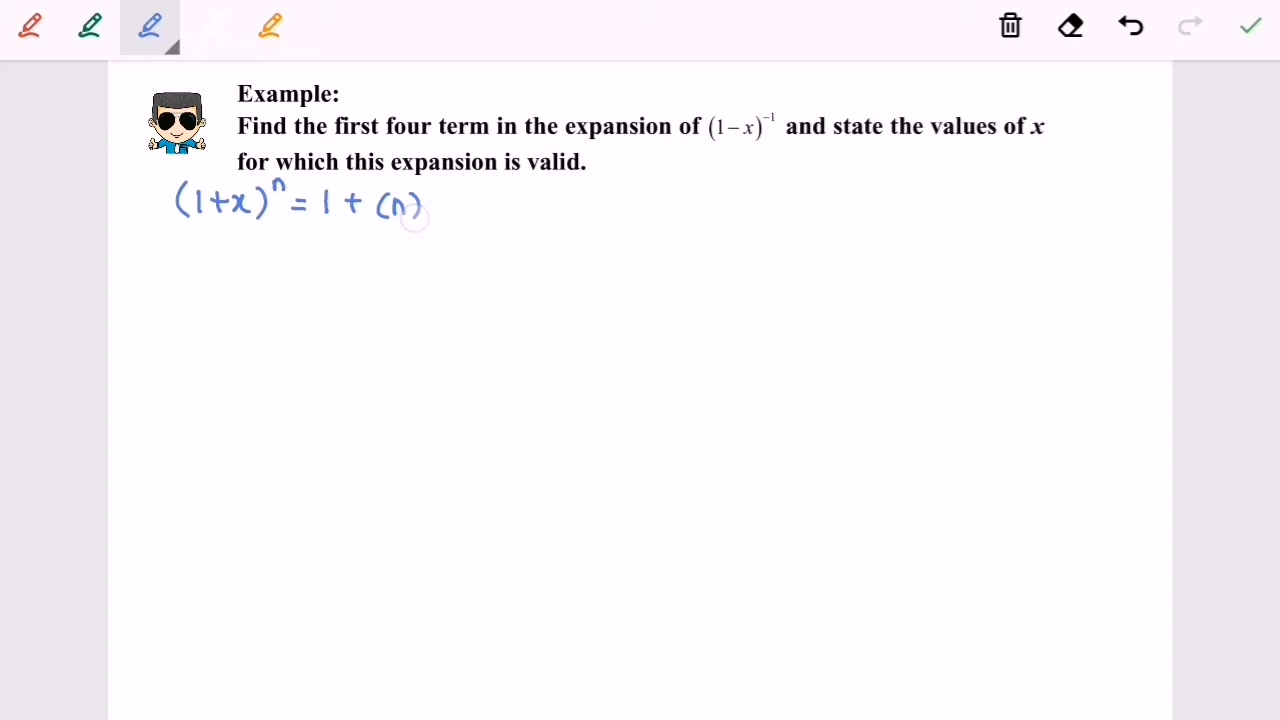 Example:
Find the first four term in the expansion of (1−x)⁻¹ and state the values of x
for which this expansion is valid.
(1+x)ⁿ = 1 + (n)